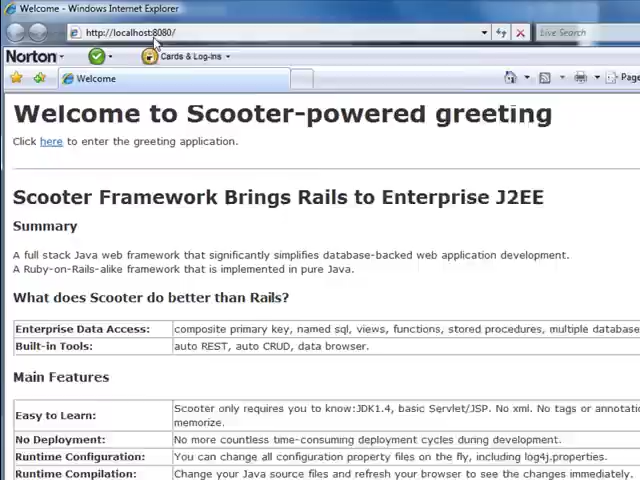 Welcome - Windows Internet Explorer
http://localhost:8080/
Live Search
Norton
Cards & Log-ins
Welcome
Page
Welcome to Scooter-powered greeting
Click here to enter the greeting application.
Scooter Framework Brings Rails to Enterprise J2EE
Summary
A full stack Java web framework that significantly simplifies database-backed web application development.
A Ruby-on-Rails-alike framework that is implemented in pure Java.
What does Scooter do better than Rails?
Enterprise Data Access: composite primary key, named sql, views, functions, stored procedures, multiple database
Built-in Tools: auto REST, auto CRUD, data browser.
Main Features
Easy to Learn: Scooter only requires you to know:JDK1.4, basic Servlet/JSP. No xml. No tags or annotatio
memorize.
No Deployment: No more countless time-consuming deployment cycles during development.
Runtime Configuration: You can change all configuration property files on the fly, including log4j.properties.
Runtime Compilation: Change your Java source files and refresh your browser to see the changes immediately.